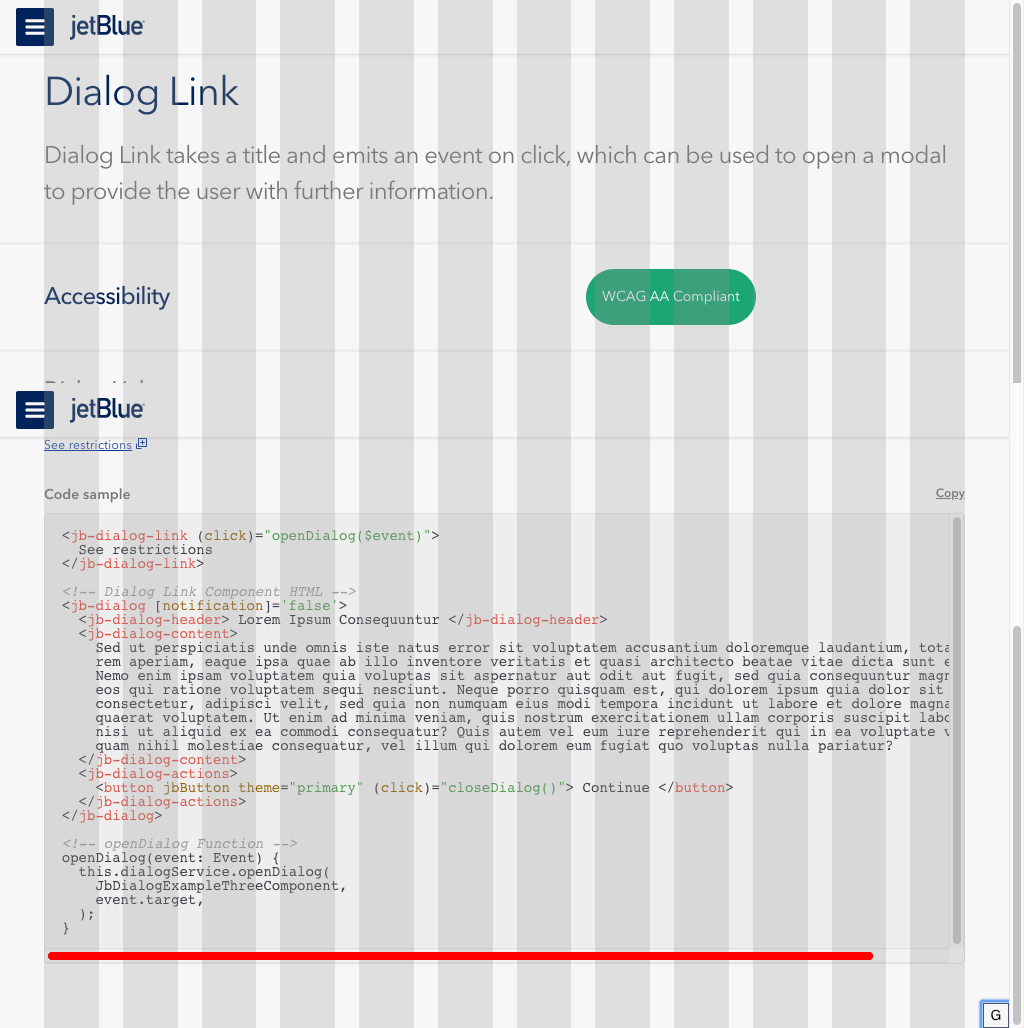 jetBlue
Dialog Link
Dialog Link takes a title and emits an event on click, which can be used to open a modal
to provide the user with further information.
Accessibility
WCAG AA Compliant
jetBlue
See restrictions
Code sample
Copy
<jb-dialog-link (click)="openDialog($event)">
  See restrictions
</jb-dialog-link>
<!-- Dialog Link Component HTML -->
<jb-dialog [notification]='false'>
  <jb-dialog-header> Lorem Ipsum Consequuntur </jb-dialog-header>
  <jb-dialog-content>
    Sed ut perspiciatis unde omnis iste natus error sit voluptatem accusantium doloremque laudantium, tota
    rem aperiam, eaque ipsa quae ab illo inventore veritatis et quasi architecto beatae vitae dicta sunt e
    Nemo enim ipsam voluptatem quia voluptas sit aspernatur aut odit aut fugit, sed quia consequuntur magn
    eos qui ratione voluptatem sequi nesciunt. Neque porro quisquam est, qui dolorem ipsum quia dolor sit
    consectetur, adipisci velit, sed quia non numquam eius modi tempora incidunt ut labore et dolore magna
    quaerat voluptatem. Ut enim ad minima veniam, quis nostrum exercitationem ullam corporis suscipit labo
    nisi ut aliquid ex ea commodi consequatur? Quis autem vel eum iure reprehenderit qui in ea voluptate v
    quam nihil molestiae consequatur, vel illum qui dolorem eum fugiat quo voluptas nulla pariatur?
  </jb-dialog-content>
  <jb-dialog-actions>
    <button jbButton theme="primary" (click)="closeDialog()"> Continue </button>
  </jb-dialog-actions>
</jb-dialog>
<!-- openDialog Function -->
openDialog(event: Event) {
  this.dialogService.openDialog(
    JbDialogExampleThreeComponent,
    event.target,
  );
}
G